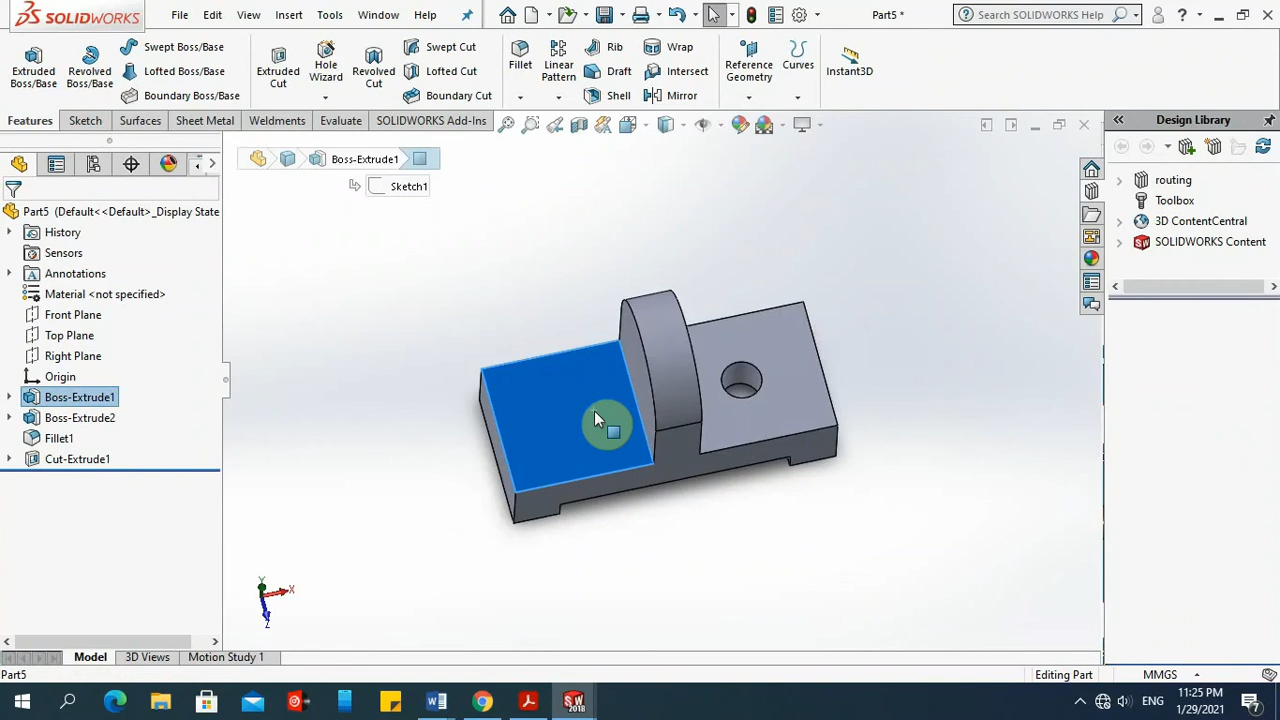 SOLIDWORKS
File Edit View Insert Tools Window Help
Part5 *
Search SOLIDWORKS Help
Extruded Boss/Base
Revolved Boss/Base
Swept Boss/Base
Lofted Boss/Base
Boundary Boss/Base
Extruded Cut
Hole Wizard
Revolved Cut
Swept Cut
Lofted Cut
Boundary Cut
Fillet
Linear Pattern
Rib
Draft
Shell
Wrap
Intersect
Mirror
Reference Geometry
Curves
Instant3D
Features Sketch Surfaces Sheet Metal Weldments Evaluate SOLIDWORKS Add-Ins
Design Library
Boss-Extrude1
Sketch1
Part5 (Default<<Default>_Display State
History
Sensors
Annotations
Material <not specified>
Front Plane
Top Plane
Right Plane
Origin
Boss-Extrude1
Boss-Extrude2
Fillet1
Cut-Extrude1
routing
Toolbox
3D ContentCentral
SOLIDWORKS Content
Y
X
Z
Model 3D Views Motion Study 1
Part5
Editing Part
MMGS
SW
2018
ENG
11:25 PM
1/29/2021
7